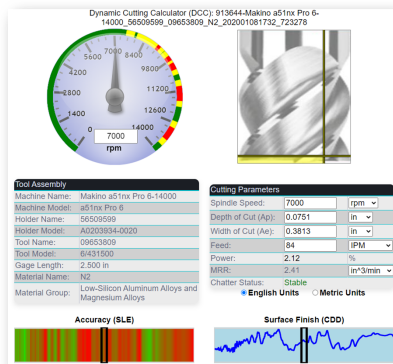 Dynamic Cutting Calculator (DCC): 913644-Makino a51nx Pro 6-
14000_56509599_09653809_N2_202001081732_723278
0
1400
2800
4200
5600
7000
8400
9800
11200
12600
14000
7000
rpm
Tool Assembly
Machine Name: Makino a51nx Pro 6-14000
Machine Model: a51nx Pro 6
Holder Name: 56509599
Holder Model: A0203934-0020
Tool Name: 09653809
Tool Model: 6/431500
Gage Length: 2.500 in
Material Name: N2
Material Group: Low-Silicon Aluminum Alloys and
Magnesium Alloys
Cutting Parameters
Spindle Speed: 7000 rpm
Depth of Cut (Ap): 0.0751 in
Width of Cut (Ae): 0.3813 in
Feed: 84 IPM
Power: 2.12 %
MRR: 2.41 in^3/min
Chatter Status: Stable
English Units Metric Units
Accuracy (SLE)
Surface Finish (CDD)